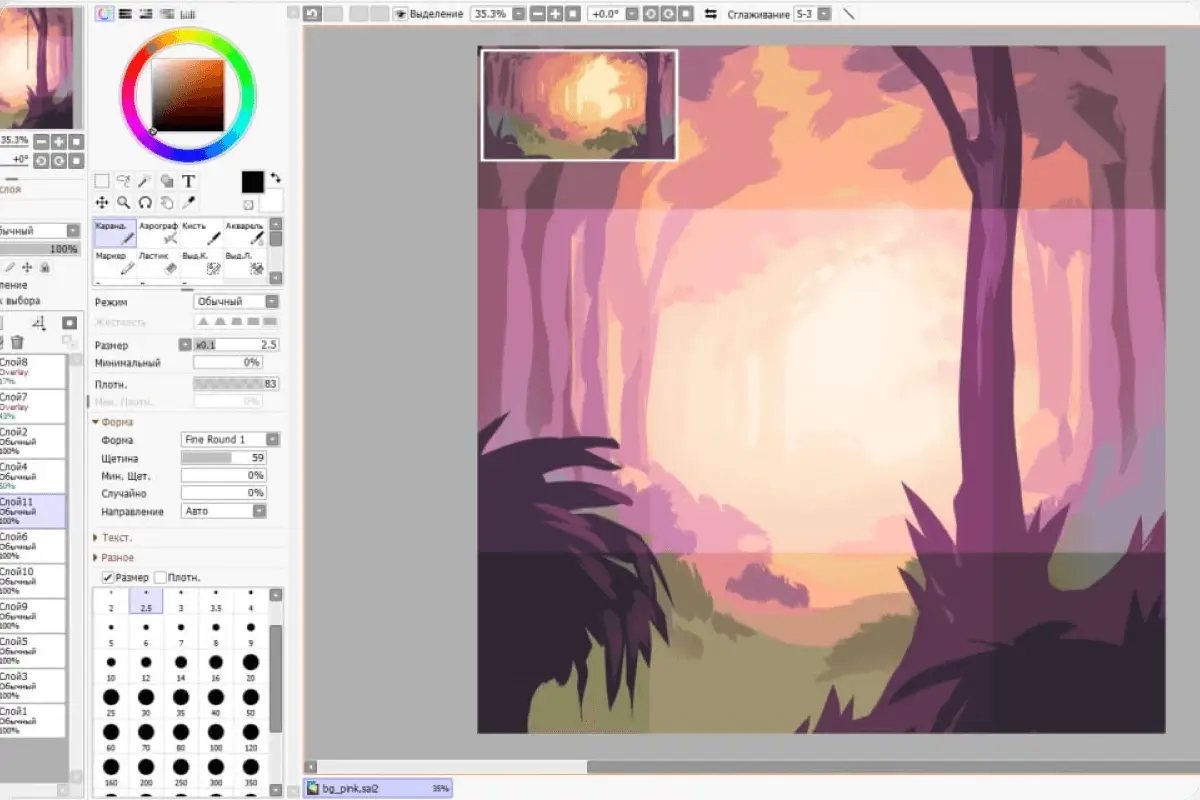 Выделение 35.3% +0.0° Сглаживание S-3
35.3%
+0°
слоя
бычный
100%
ление
к выбора
Слой8
Overlay
17%
Слой7
Overlay
43%
Слой2
Обычный
100%
Слой4
Обычный
50%
Слой11
Обычный
100%
Слой6
Обычный
100%
Слой10
Обычный
100%
Слой9
Обычный
100%
Слой5
Обычный
100%
Слой3
Обычный
100%
Слой1
Обычный
100%
T
Каранд. Аэрограф Кисть Акварель
Маркер Ластик Выд.К. Выд.Л.
Режим Обычный
Жесткость
Размер x0.1 2.5
Минимальный 0%
Плотн. 83
Мин. Плотн. 0%
Форма
Форма Fine Round 1
Щетина 59
Мин. Щет. 0%
Случайно 0%
Направление Авто
Текст.
Разное
Размер Плотн.
2 2.5 3 3.5 4
5 6 7 8 9
10 12 14 16 20
25 30 35 40 50
60 70 80 100 120
160 200 250 300 350
bg_pink.sai2 35%